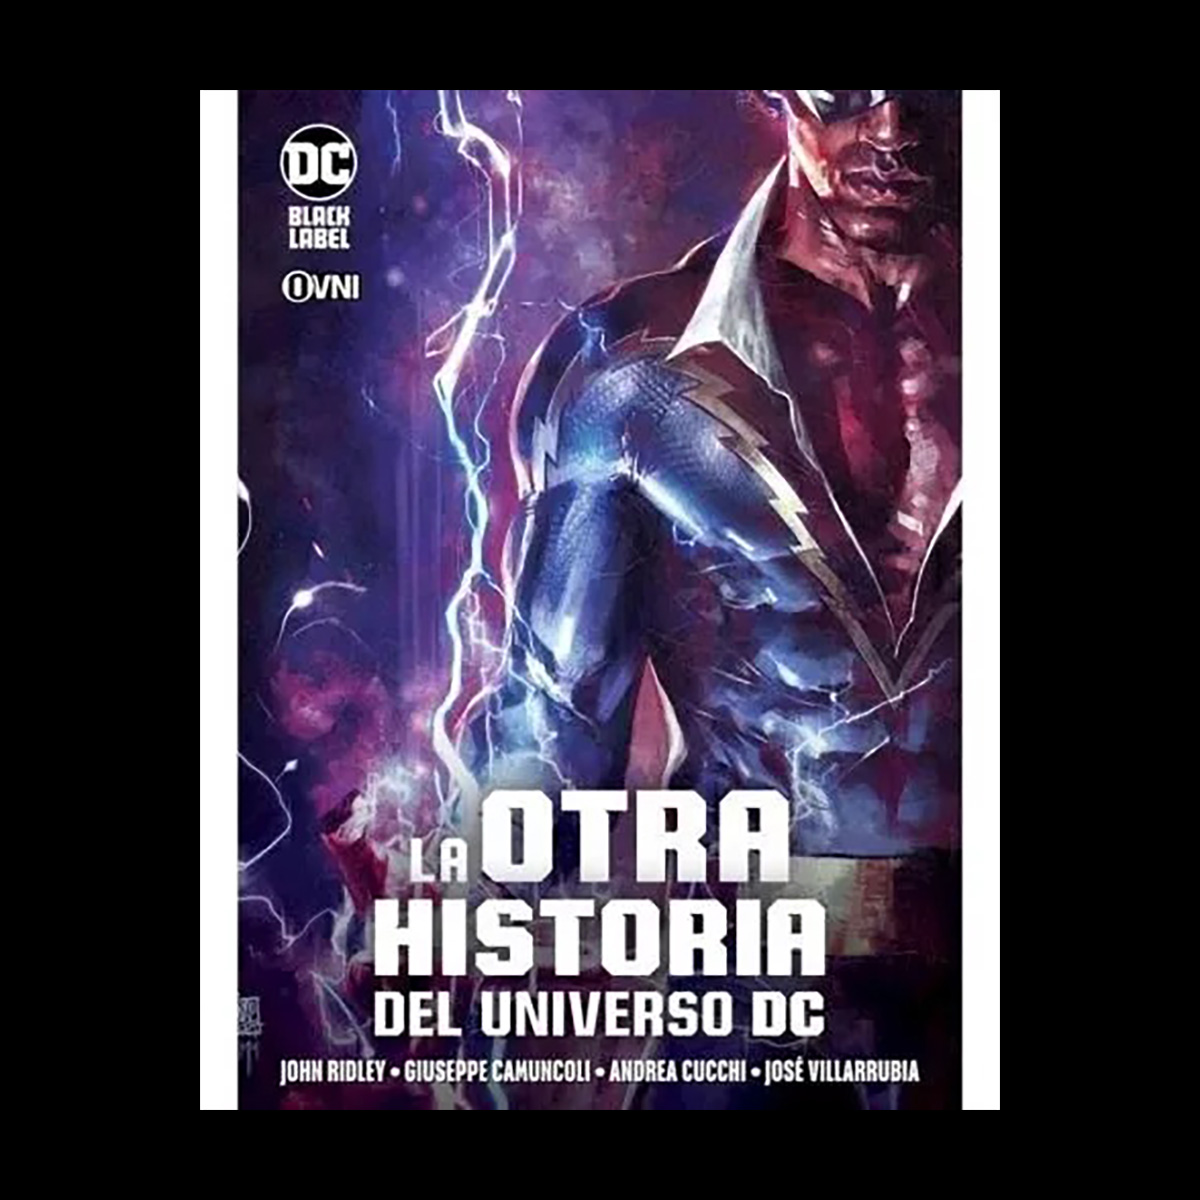 DC
BLACK
LABEL
OVNI
LA OTRA
HISTORIA
DEL UNIVERSO DC
JOHN RIDLEY • GIUSEPPE CAMUNCOLI • ANDREA CUCCHI • JOSÉ VILLARRUBIA